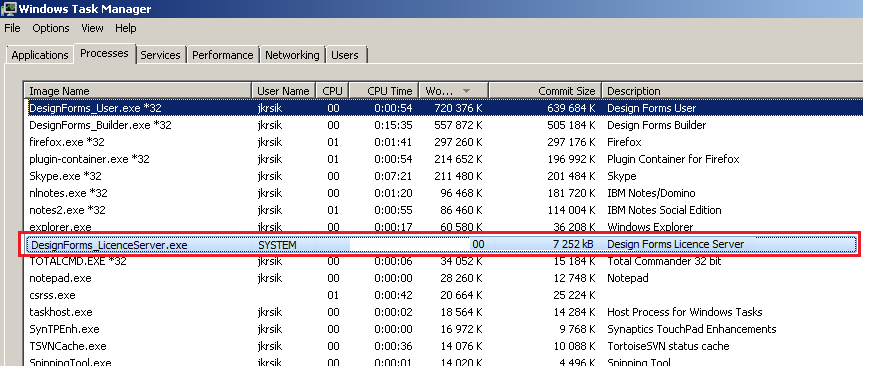 Windows Task Manager
File Options View Help
Applications Processes Services Performance Networking Users
Image Name User Name CPU CPU Time Wo... Commit Size Description
DesignForms_User.exe *32 jkrsik 00 0:00:54 720 376 K 639 684 K Design Forms User
DesignForms_Builder.exe *32 jkrsik 00 0:15:35 557 872 K 505 184 K Design Forms Builder
firefox.exe *32 jkrsik 01 0:01:41 297 260 K 297 176 K Firefox
plugin-container.exe *32 jkrsik 01 0:00:54 214 652 K 196 992 K Plugin Container for Firefox
Skype.exe *32 jkrsik 00 0:07:21 211 480 K 201 484 K Skype
nlnotes.exe *32 jkrsik 00 0:01:20 96 468 K 181 720 K IBM Notes/Domino
notes2.exe *32 jkrsik 00 0:00:55 86 460 K 114 004 K IBM Notes Social Edition
explorer.exe jkrsik 00 0:00:17 60 580 K 36 208 K Windows Explorer
DesignForms_LicenceServer.exe SYSTEM 00 7 252 kB Design Forms Licence Server
TOTALCMD.EXE *32 jkrsik 00 0:00:06 34 052 K 15 184 K Total Commander 32 bit
notepad.exe jkrsik 00 0:00:00 28 260 K 12 748 K Notepad
csrss.exe 01 0:00:42 20 664 K 25 224 K
taskhost.exe jkrsik 00 0:00:02 18 564 K 14 284 K Host Process for Windows Tasks
SynTPEnh.exe jkrsik 00 0:00:00 16 972 K 9 768 K Synaptics TouchPad Enhancements
TSVNCache.exe jkrsik 00 0:00:36 14 076 K 10 088 K TortoiseSVN status cache
SpinningTool.exe jkrsik 00 0:00:01 14 020 K 4 496 K Spinning Tool